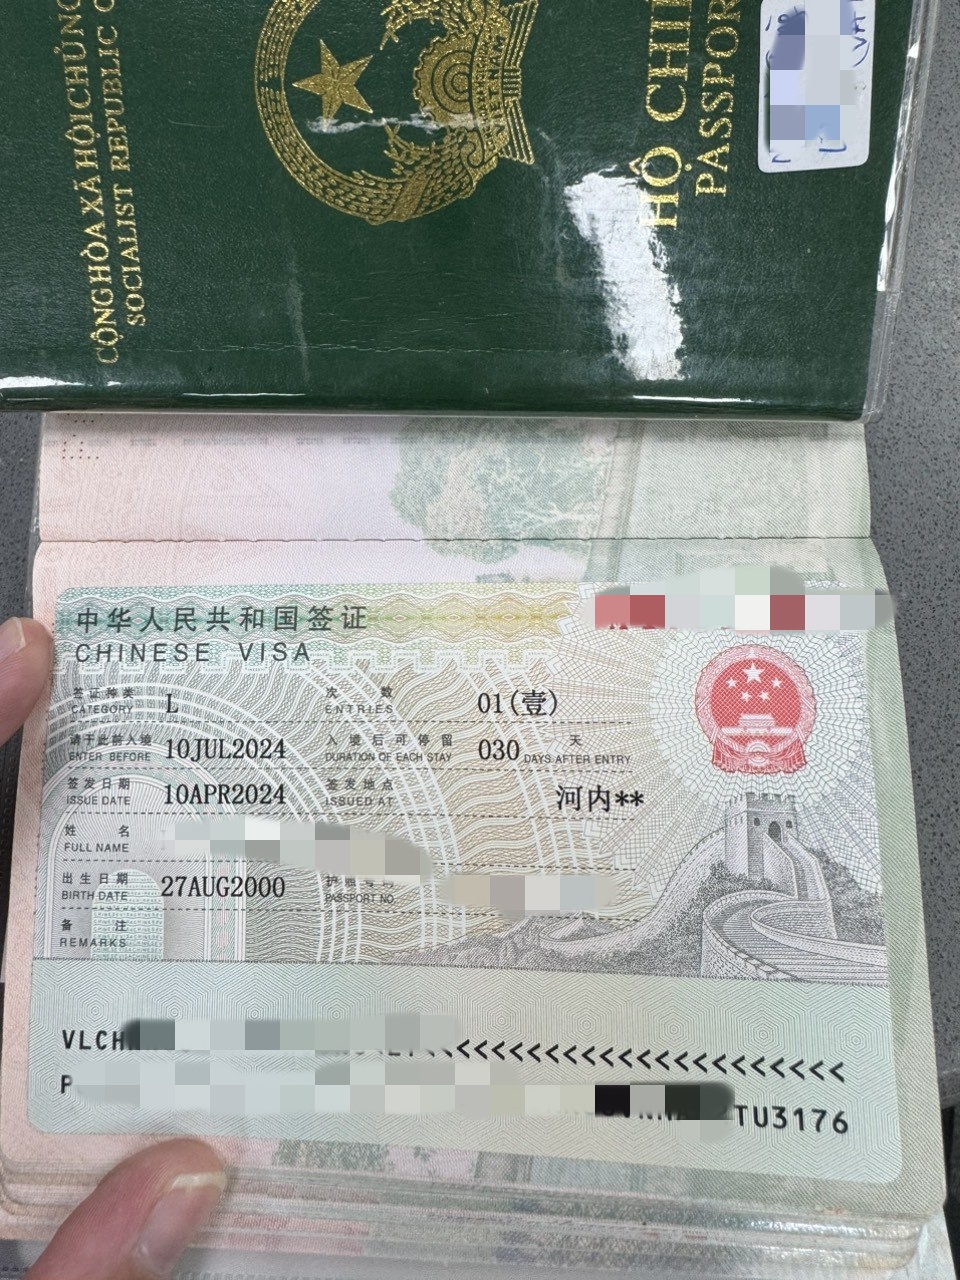 CỘNG HÒA XÃ HỘI CHỦ
SOCIALIST REPUBLIC
VIỆT NAM
HỘ CHIẾ
PASSPOR
中华人民共和国签证
CHINESE VISA
签证种类 CATEGORY L 次数 ENTRIES 01(壹)
请于此前入境 ENTER BEFORE 10JUL2024 入境后可停留 DURATION OF EACH STAY 030 天 DAYS AFTER ENTRY
签发日期 ISSUE DATE 10APR2024 签发地点 ISSUED AT 河内**
姓名 FULL NAME
出生日期 BIRTH DATE 27AUG2000 护照号码 PASSPORT NO.
备注 REMARKS
VLCH <<<<<<<<<<<<<<<<<<<<<<
P TU3176